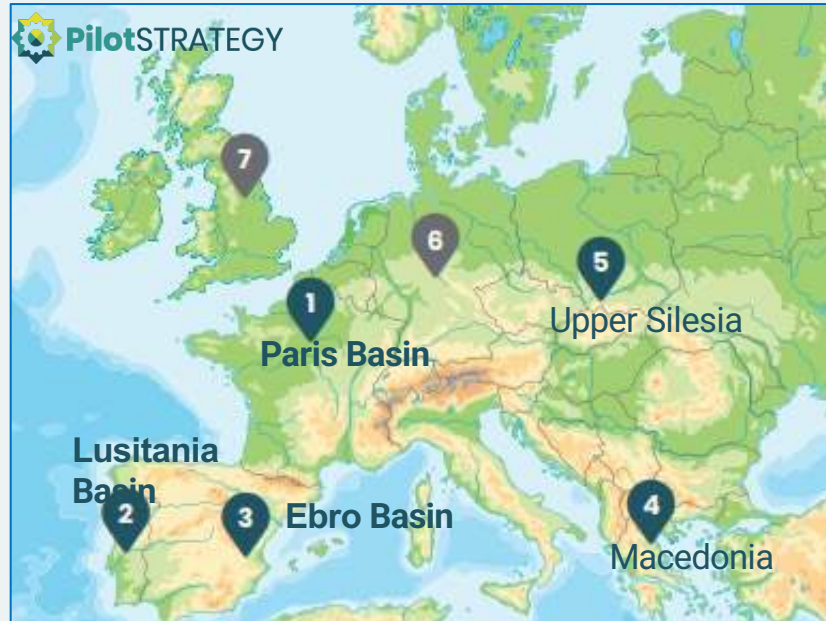 PilotSTRATEGY
7
6
5
1
Upper Silesia
Paris Basin
Lusitania
Basin
2
3
Ebro Basin
4
Macedonia